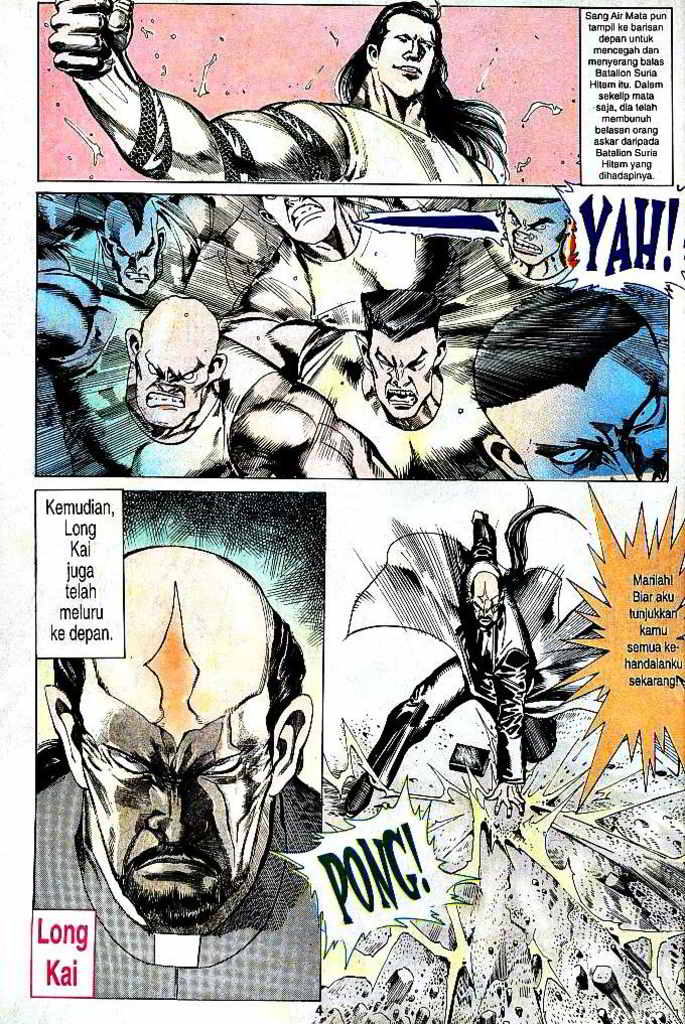 Sang Air Mata pun
tampil ke barisan
depan untuk
mencegah dan
menyerang balas
Batalion Suria
Hitam itu. Dalam
sekelip mata
saja, dia telah
membunuh
belasan orang
askar daripada
Batalion Suria
Hitam yang
dihadapinya.
YAH!
Kemudian,
Long
Kai
juga
telah
meluru
ke depan.
Marilah!
Biar aku
tunjukkan
kamu
semua ke-
handalanku
sekarang!
PONG!
Long
Kai
4